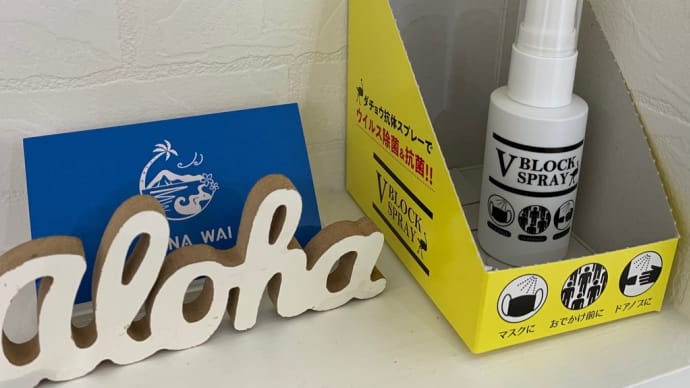 NA WAI
aloha
ダチョウ抗体スプレーで
ウイルス除菌&抗菌!!
V BLOCK
SPRAY
V BLOCK
SPRAY
マスクに
おでかけ前に
ドアノブに